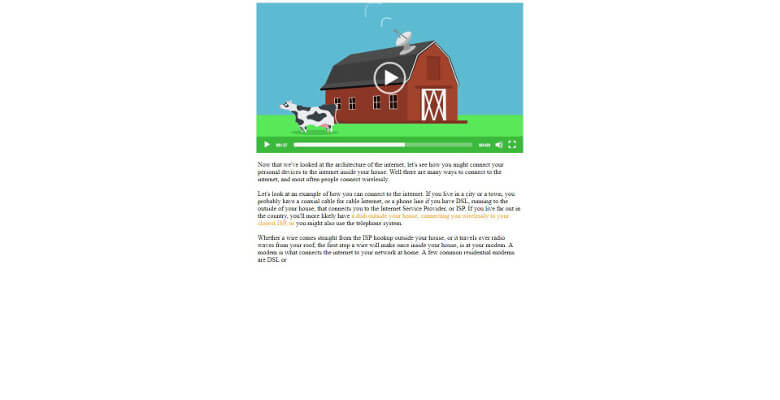 Now that we've looked at the architecture of the internet, let's see how you might connect your
personal devices to the internet inside your house. Well there are many ways to connect to the
internet, and most often people connect wirelessly.
Let's look at an example of how you can connect to the internet. If you live in a city or a town, you
probably have a coaxial cable for cable Internet, or a phone line if you have DSL, running to the
outside of your house, that connects you to the Internet Service Provider, or ISP. If you live far out in
the country, you'll more likely have a dish outside your house, connecting you wirelessly to your
closest ISP, or you might also use the telephone system.
Whether a wire comes straight from the ISP hookup outside your house, or it travels over radio
waves from your roof, the first stop a wire will make once inside your house, is at your modem. A
modem is what connects the internet to your network at home. A few common residential modems
are DSL or